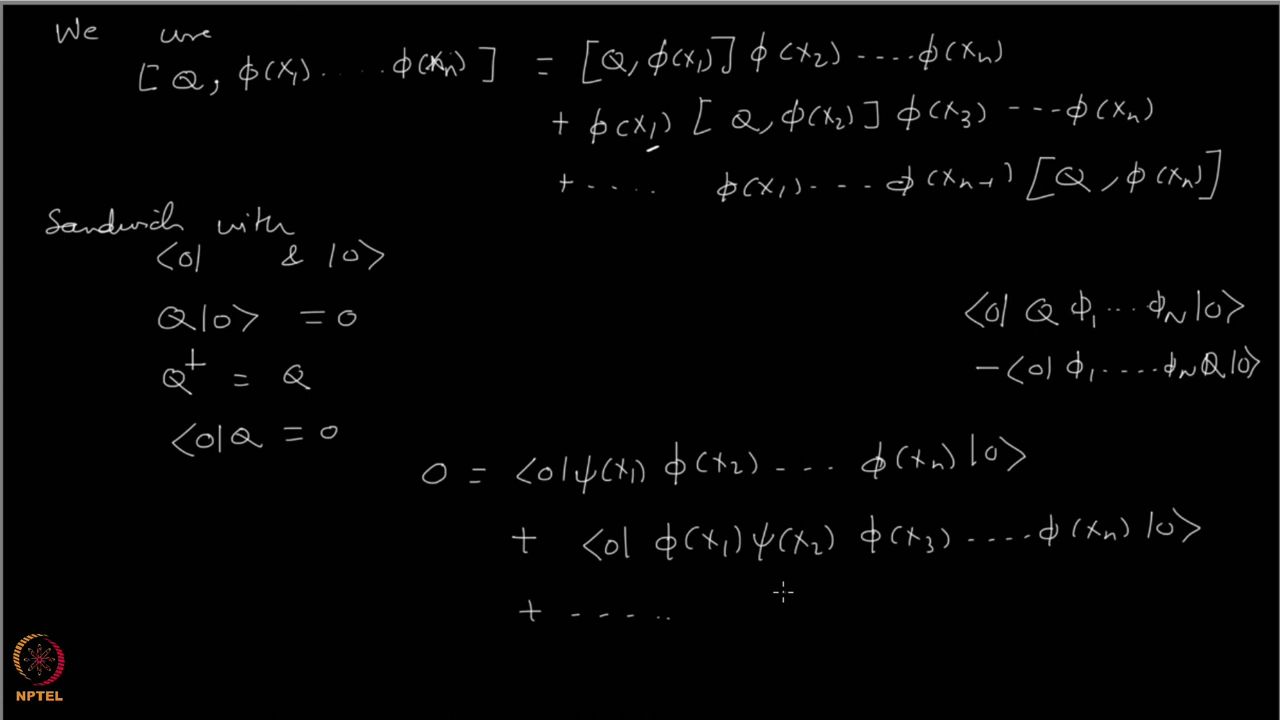 We use
[Q, φ(x₁).....φ(xₙ)] = [Q, φ(x₁)] φ(x₂) ....φ(xₙ)
+ φ(x₁) [Q, φ(x₂)] φ(x₃) ---φ(xₙ)
+ ..... φ(x₁)....φ(xₙ₋₁) [Q, φ(xₙ)]
Sandwich with
<0| & |0>
Q|0> = 0
Q† = Q
<0|Q = 0
<0| Q φ₁...φ_N |0>
-<0| φ₁.....φ_N Q|0>
0 = <0|ψ(x₁) φ(x₂) --- φ(xₙ) |0>
+ <0| φ(x₁) ψ(x₂) φ(x₃) ....φ(xₙ) |0>
+ -----
NPTEL